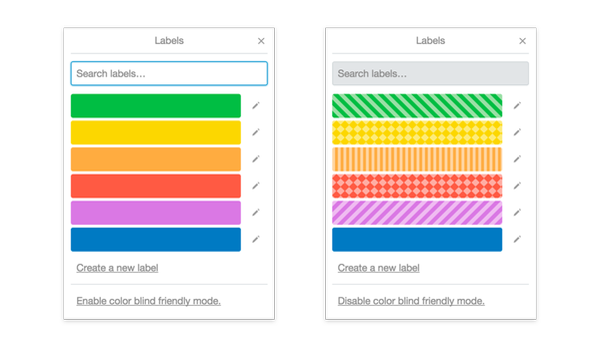 Labels
Search labels…
Create a new label
Enable color blind friendly mode.
Labels
Search labels…
Create a new label
Disable color blind friendly mode.